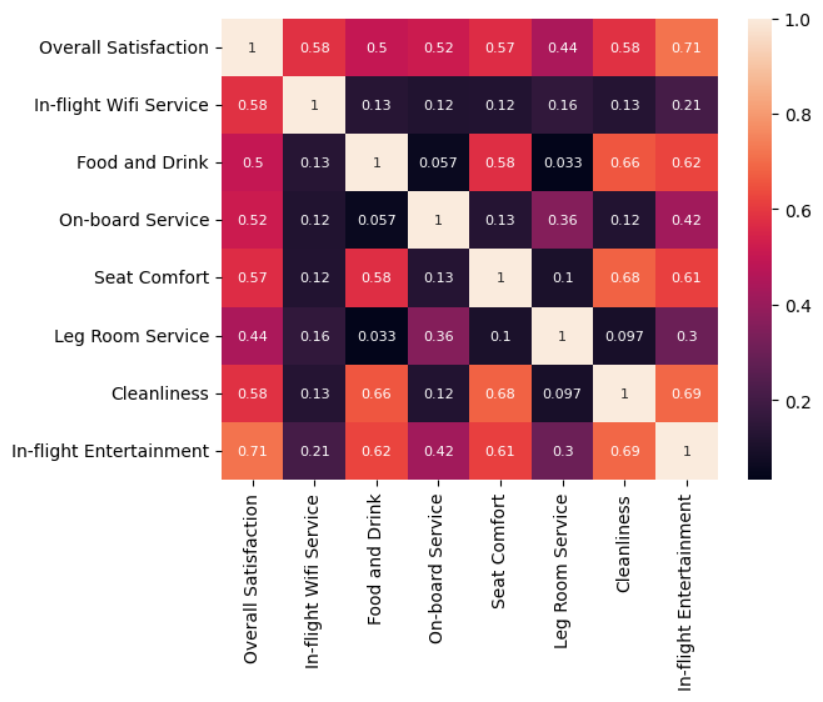 Overall Satisfaction 1 0.58 0.5 0.52 0.57 0.44 0.58 0.71
In-flight Wifi Service 0.58 1 0.13 0.12 0.12 0.16 0.13 0.21
Food and Drink 0.5 0.13 1 0.057 0.58 0.033 0.66 0.62
On-board Service 0.52 0.12 0.057 1 0.13 0.36 0.12 0.42
Seat Comfort 0.57 0.12 0.58 0.13 1 0.1 0.68 0.61
Leg Room Service 0.44 0.16 0.033 0.36 0.1 1 0.097 0.3
Cleanliness 0.58 0.13 0.66 0.12 0.68 0.097 1 0.69
In-flight Entertainment 0.71 0.21 0.62 0.42 0.61 0.3 0.69 1
Overall Satisfaction
In-flight Wifi Service
Food and Drink
On-board Service
Seat Comfort
Leg Room Service
Cleanliness
In-flight Entertainment
1.0
0.8
0.6
0.4
0.2